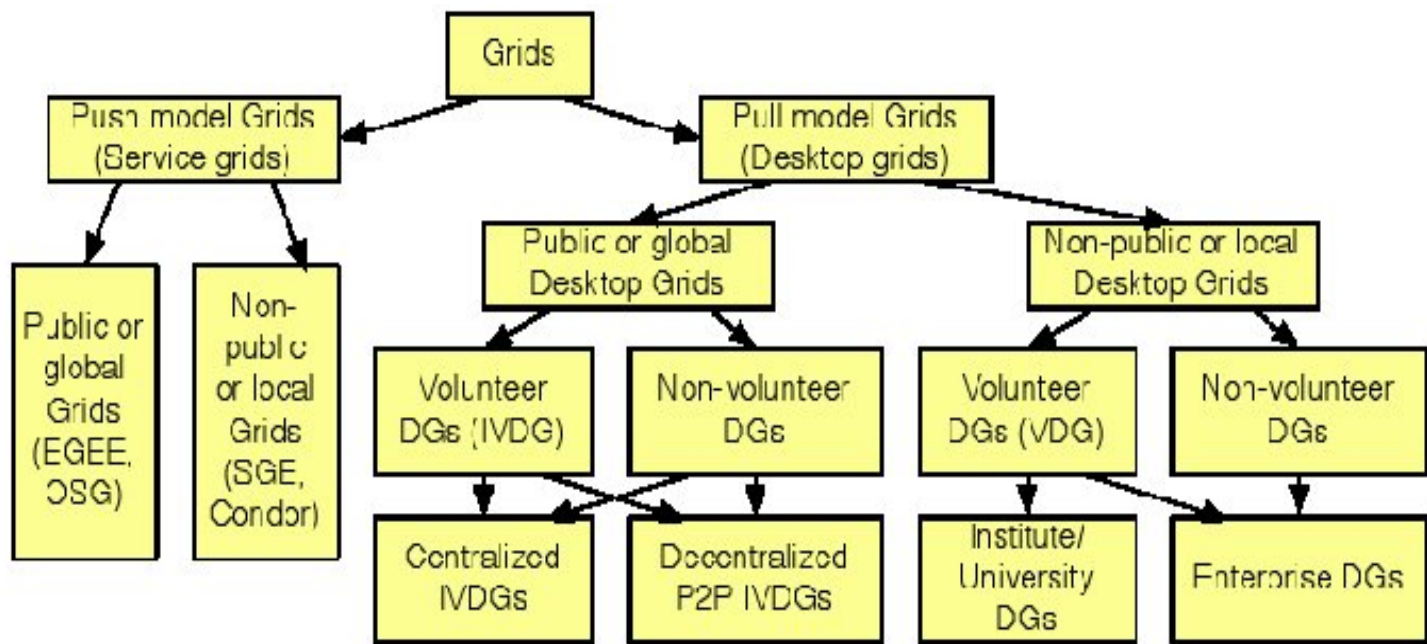 Grids
Push model Grids
(Service grids)
Pull model Grids
(Desktop grids)
Public or global
Desktop Grids
Non-public or local
Desktop Grids
Public or
global
Grids
(EGEE,
OSG)
Non-
public
or local
Grids
(SGE,
Condor)
Volunteer
DGs (IVDG)
Non-volunteer
DGs
Volunteer
DGs (VDG)
Non-volunteer
DGs
Centralized
IVDGs
Decentralized
P2P IVDGs
Institute/
University
DGs
Enterprise DGs